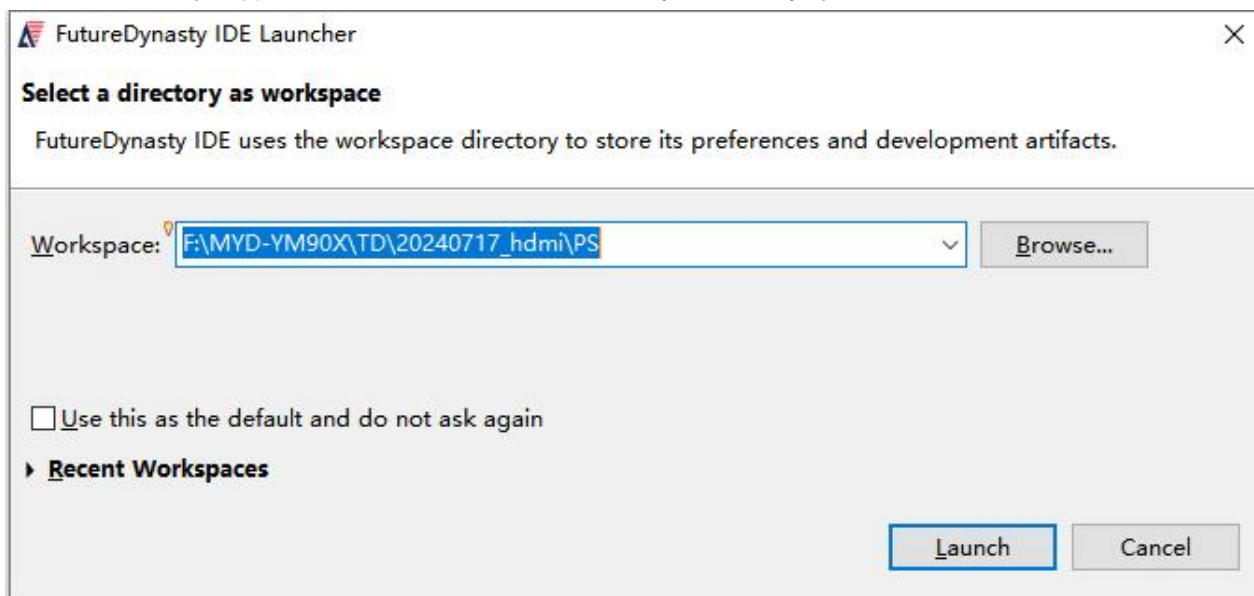 FutureDynasty IDE Launcher
Select a directory as workspace
FutureDynasty IDE uses the workspace directory to store its preferences and development artifacts.
Workspace: F:\MYD-YM90X\TD\20240717_hdmi\PS Browse...
Use this as the default and do not ask again
Recent Workspaces
Launch Cancel